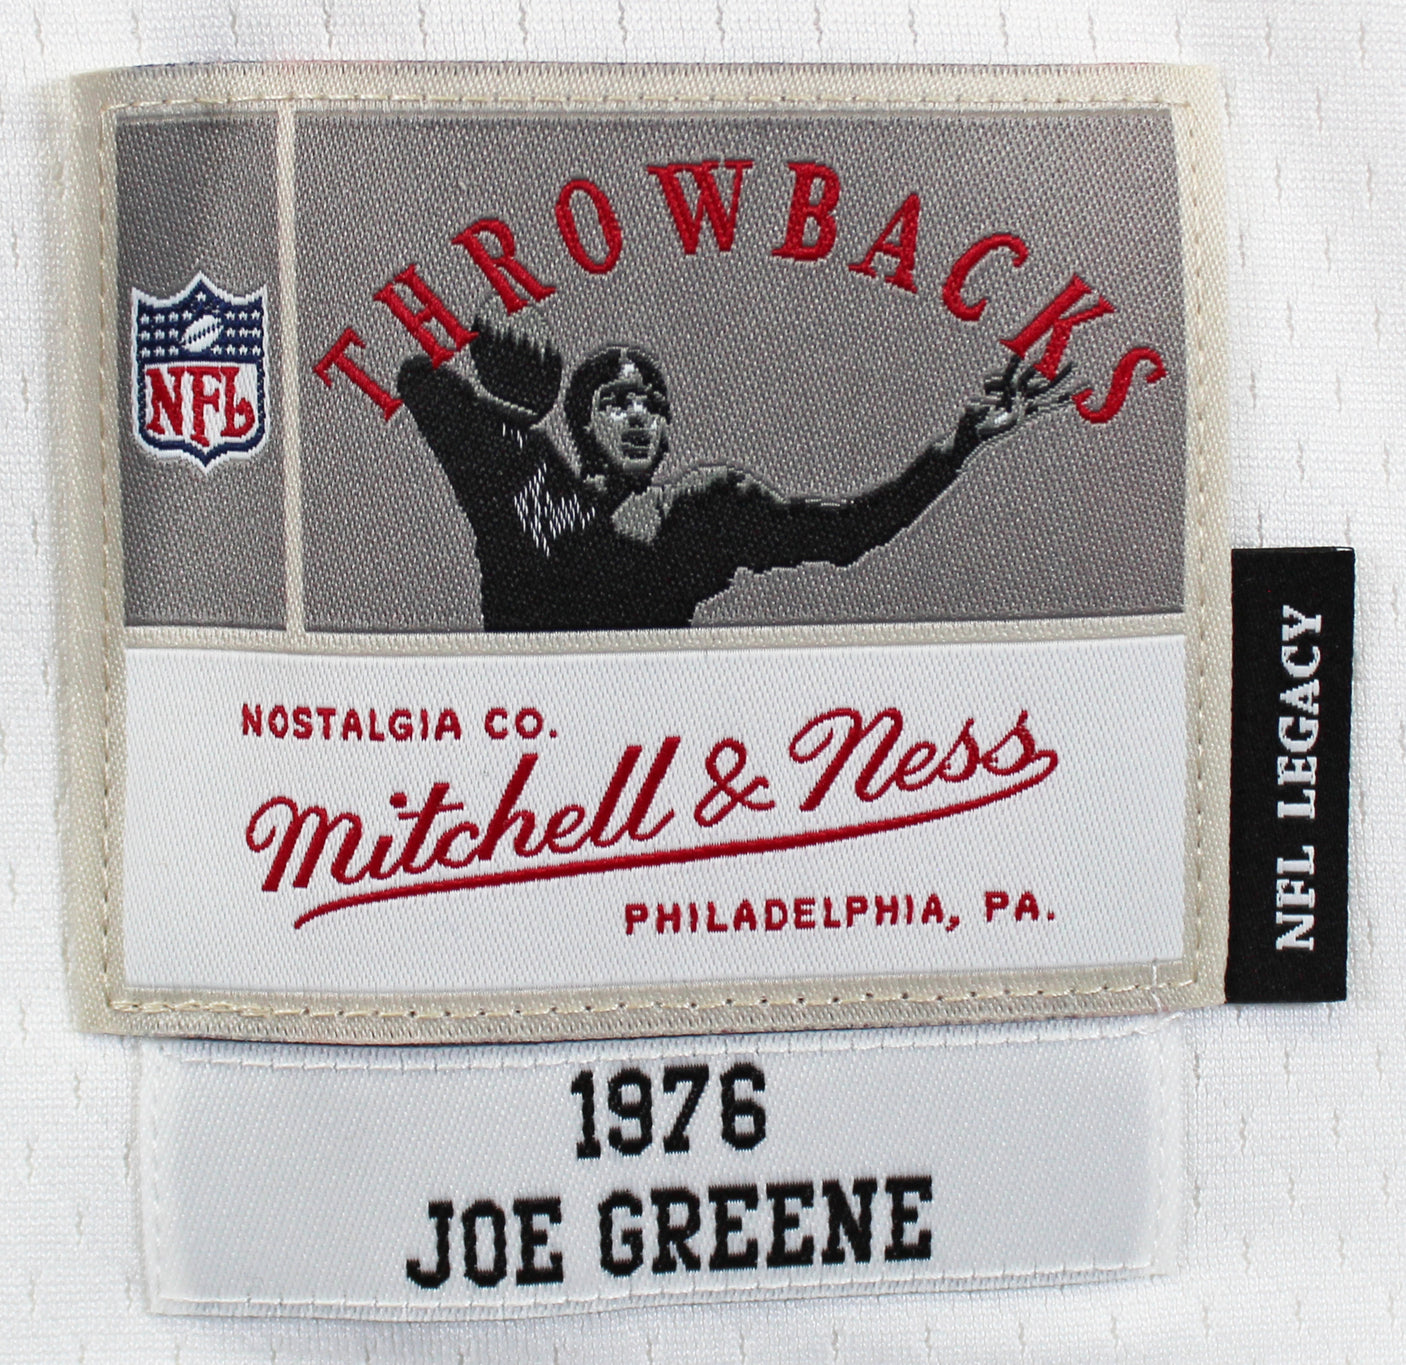 THROWBACKS
NFL
NOSTALGIA CO.
Mitchell & Ness
PHILADELPHIA, PA.
NFL LEGACY
1976
JOE GREENE